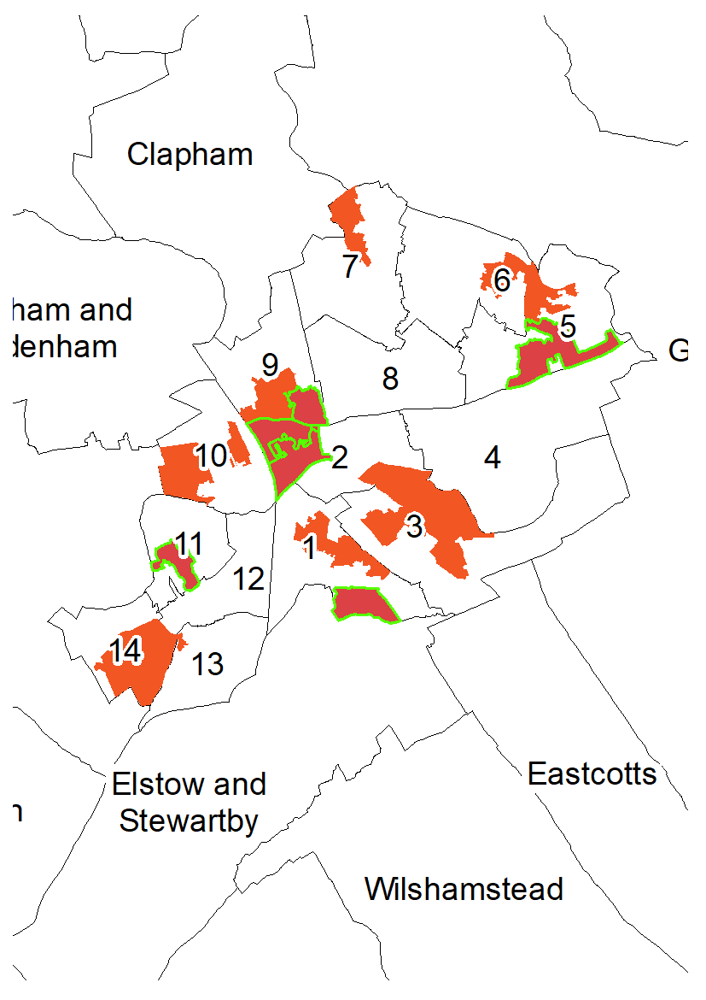 Clapham
7
6
ham and
denham
5
G
9
8
10
2
4
3
11
1
12
14
13
Elstow and
Stewartby
Eastcotts
n
Wilshamstead